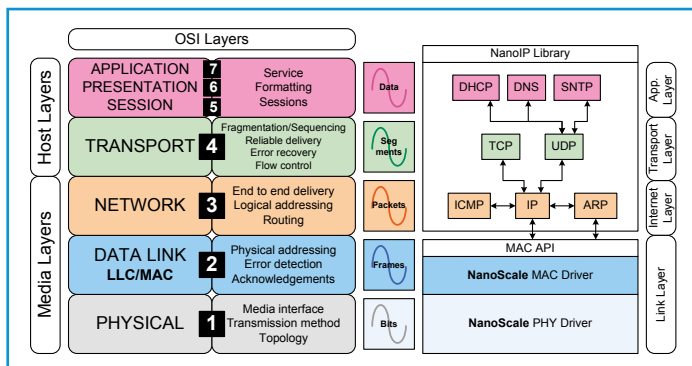 OSI Layers
Host Layers
APPLICATION 7 Service
PRESENTATION 6 Formatting
SESSION 5 Sessions
Data
TRANSPORT 4
Fragmentation/Sequencing
Reliable delivery
Error recovery
Flow control
Seg
ments
Media Layers
NETWORK 3
End to end delivery
Logical addressing
Routing
Packets
DATA LINK
LLC/MAC
2
Physical addressing
Error detection
Acknowledgements
Frames
PHYSICAL 1
Media interface
Transmission method
Topology
Bits
NanoIP Library
DHCP DNS SNTP
TCP UDP
ICMP IP ARP
MAC API
NanoScale MAC Driver
NanoScale PHY Driver
App.
Layer
Transport
Layer
Internet
Layer
Link Layer